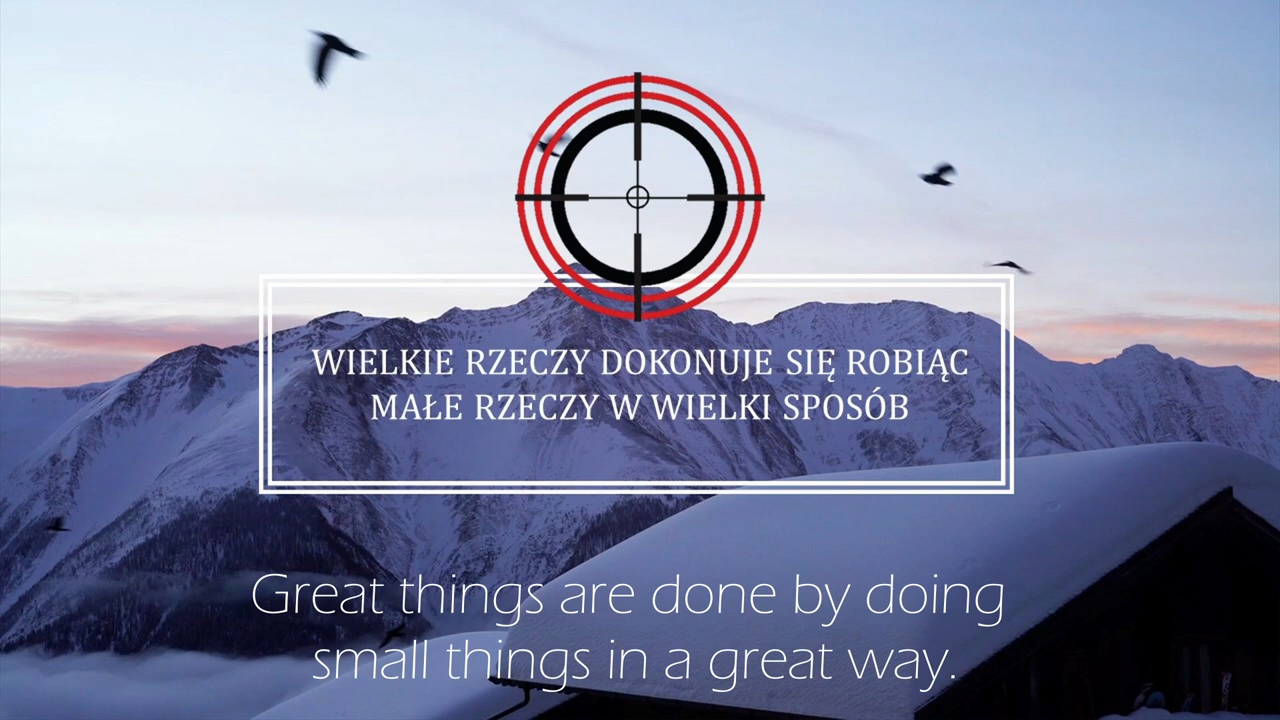 WIELKIE RZECZY DOKONUJE SIĘ ROBIĄC
MAŁE RZECZY W WIELKI SPOSÓB
Great things are done by doing
small things in a great way.